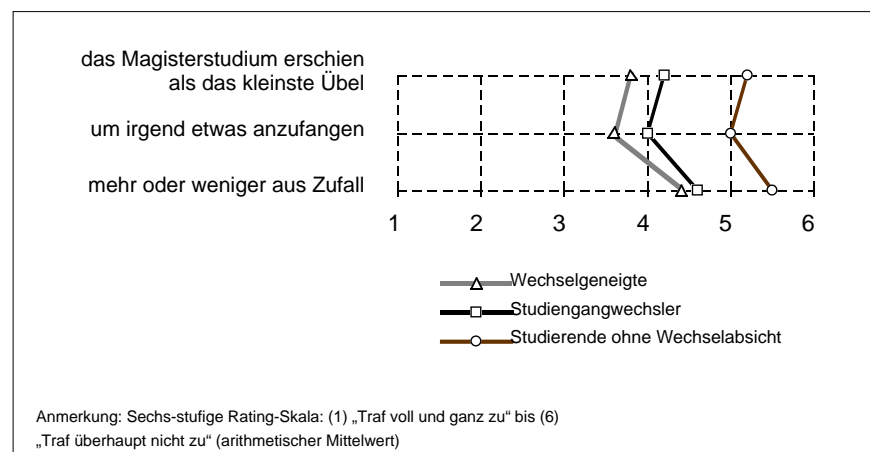 das Magisterstudium erschien
als das kleinste Übel
um irgend etwas anzufangen
mehr oder weniger aus Zufall
1 2 3 4 5 6
Wechselgeneigte
Studiengangwechsler
Studierende ohne Wechselabsicht
Anmerkung: Sechs-stufige Rating-Skala: (1) „Traf voll und ganz zu“ bis (6)
„Traf überhaupt nicht zu“ (arithmetischer Mittelwert)